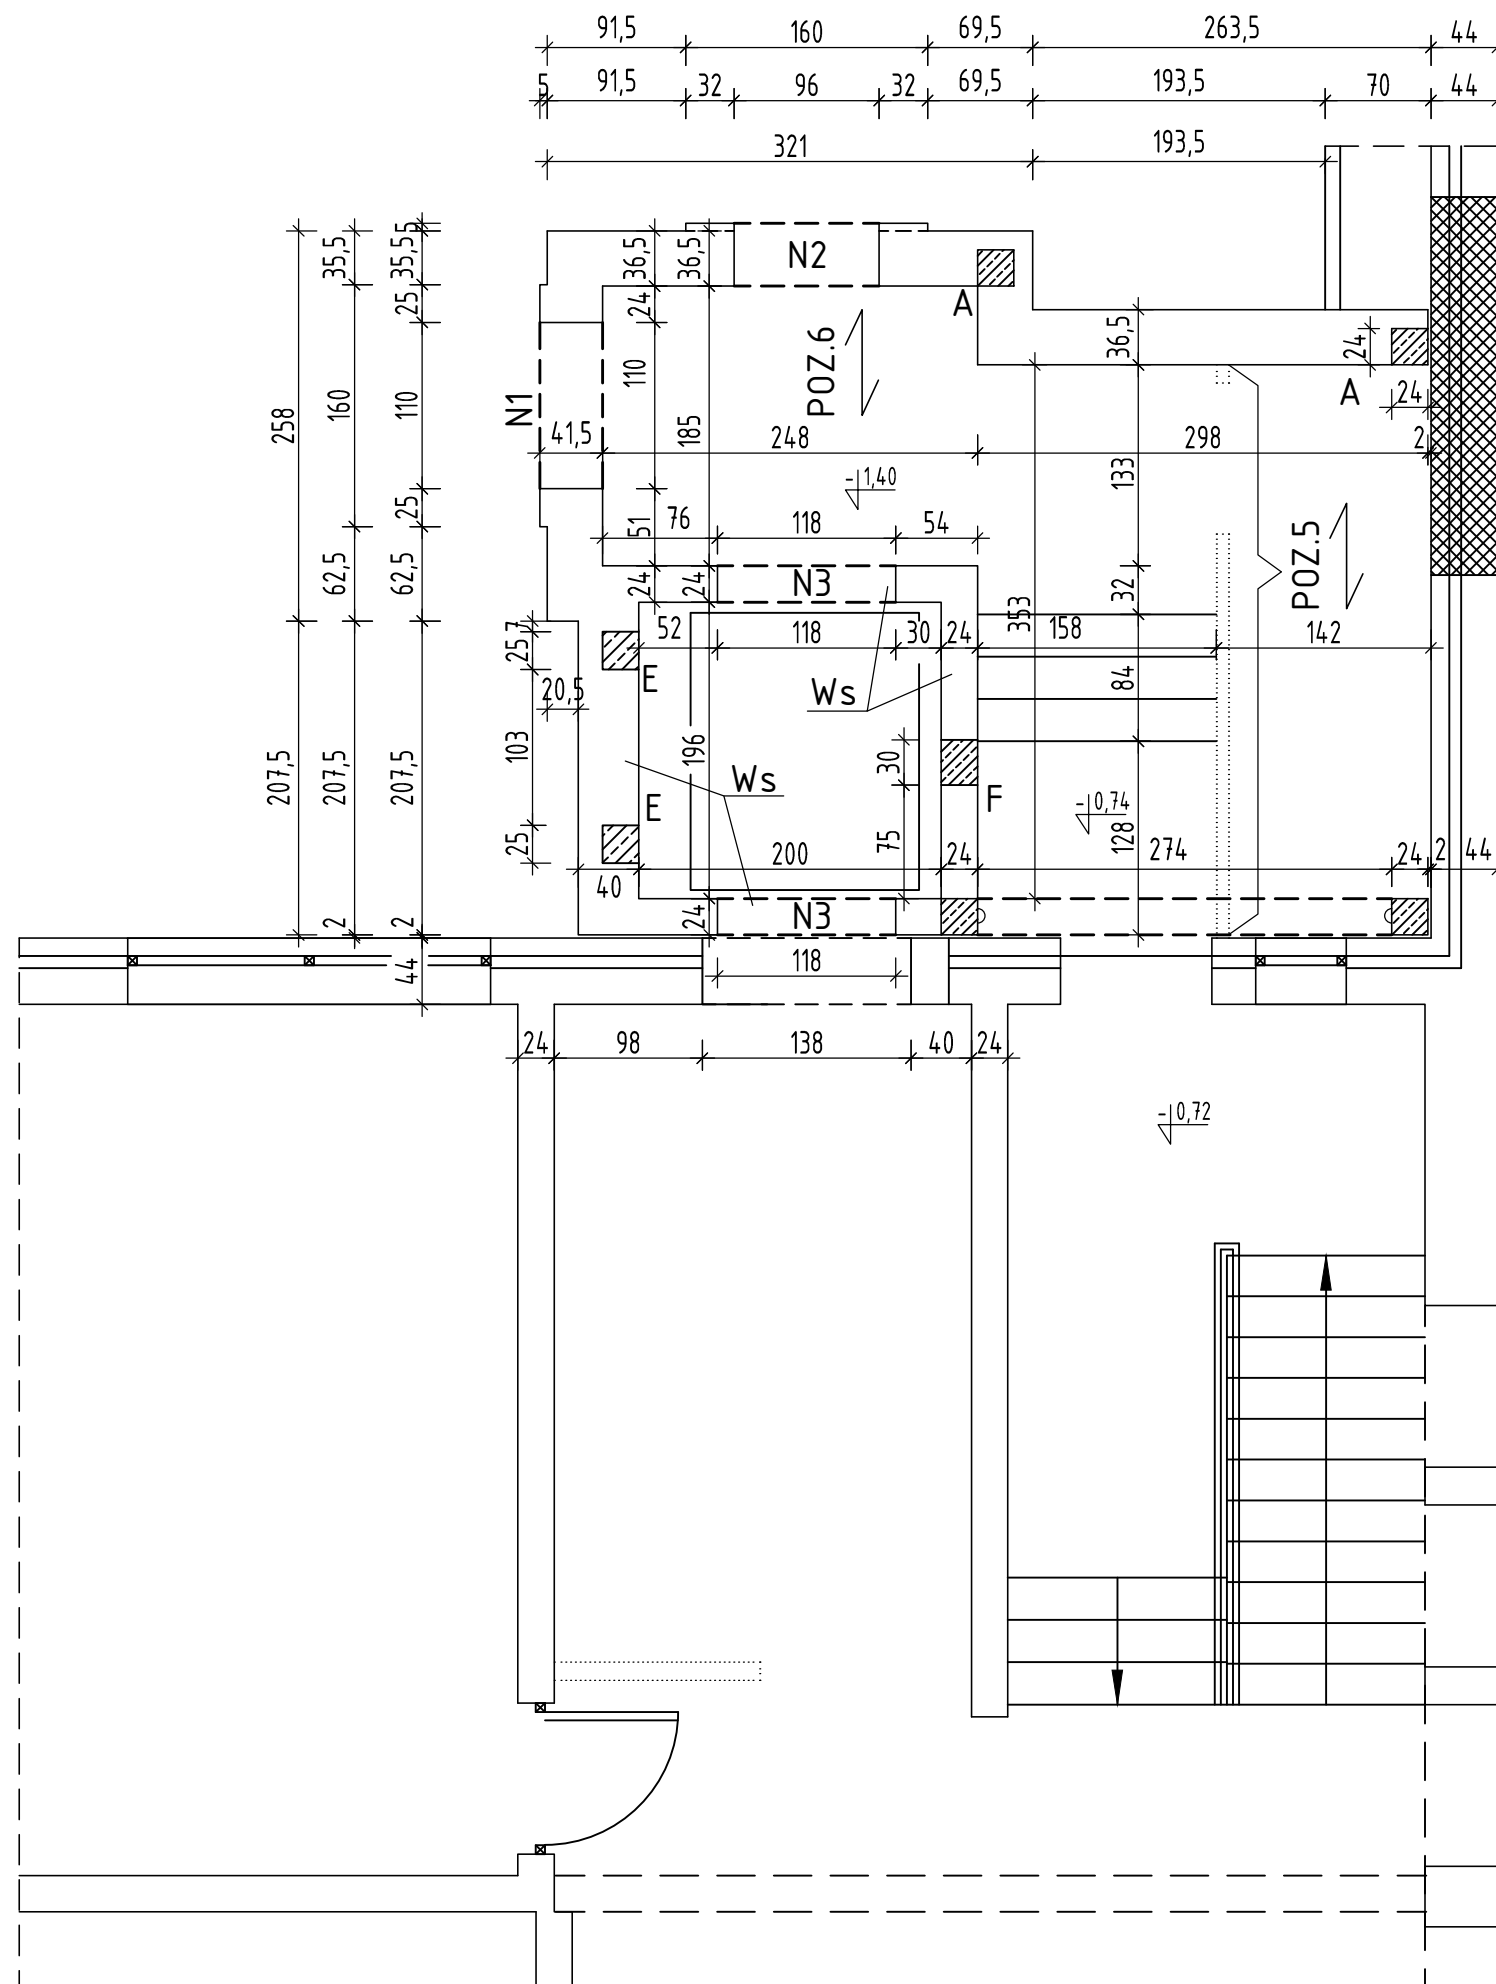 91,5 160 69,5 263,5 44
5 91,5 32 96 32 69,5 193,5 70 44
321 193,5
35,5 35,5 5 36,5 36,5 N2
25 24 A 36,5 24
POZ.6
258 160 110 N1 110 185 A 24
41,5 248 298 2
-1,40 133
25 51 76 118 54 POZ.5
62,5 62,5 24 24 N3 32
353
25 7 52 118 30 24 158 142
E 20,5 Ws 84
207,5 207,5 207,5 103 196 Ws 30
E F -0,74
25 75 128
200 24 274 24 2 44
40
2 2 24 N3
44 118
24 98 138 40 24
-0,72